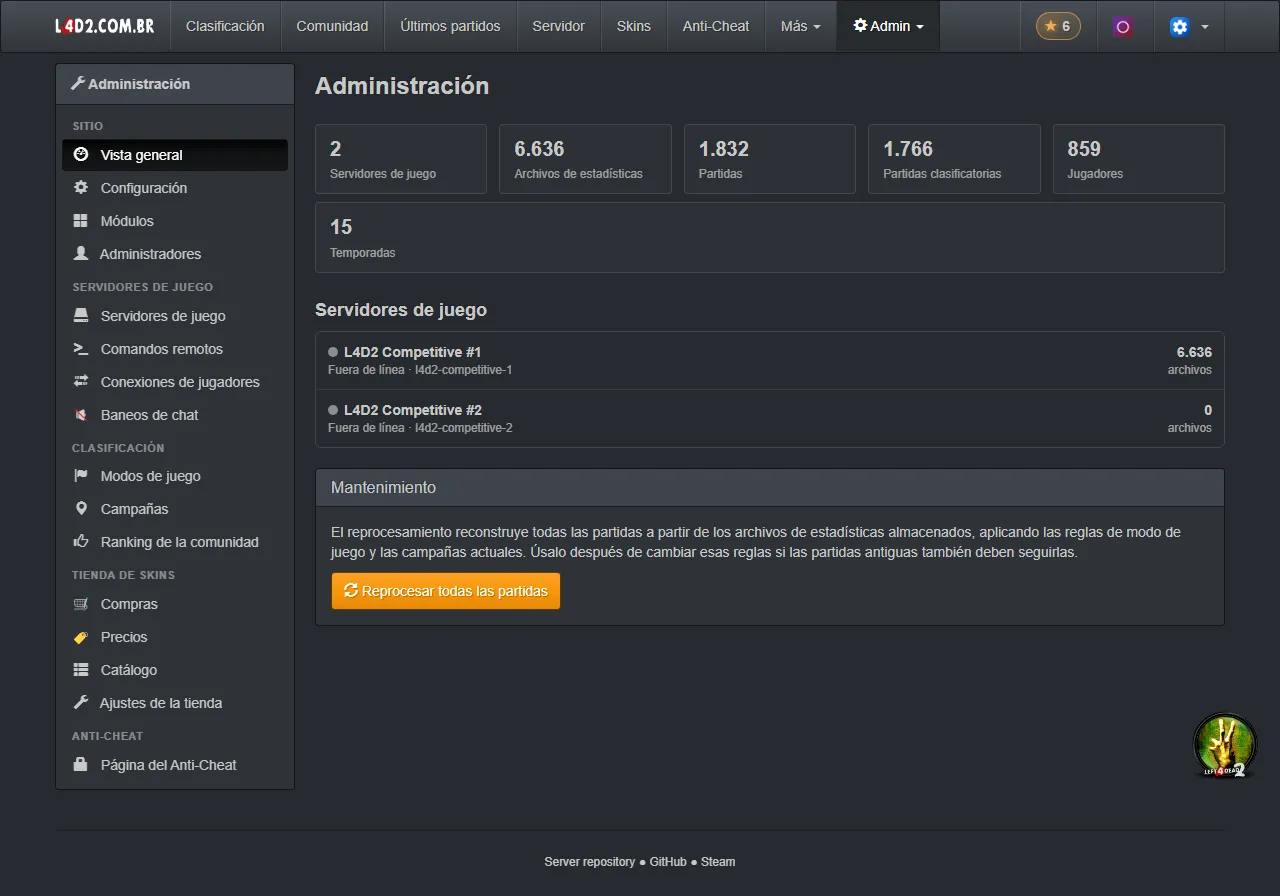 L4D2.COM.BR
Clasificación
Comunidad
Últimos partidos
Servidor
Skins
Anti-Cheat
Más
Admin
6
Administración
SITIO
Vista general
Configuración
Módulos
Administradores
SERVIDORES DE JUEGO
Servidores de juego
Comandos remotos
Conexiones de jugadores
Baneos de chat
CLASIFICACIÓN
Modos de juego
Campañas
Ranking de la comunidad
TIENDA DE SKINS
Compras
Precios
Catálogo
Ajustes de la tienda
ANTI-CHEAT
Página del Anti-Cheat
Administración
2
Servidores de juego
6.636
Archivos de estadísticas
1.832
Partidas
1.766
Partidas clasificatorias
859
Jugadores
15
Temporadas
Servidores de juego
L4D2 Competitive #1
Fuera de línea · l4d2-competitive-1
6.636
archivos
L4D2 Competitive #2
Fuera de línea · l4d2-competitive-2
0
archivos
Mantenimiento
El reprocesamiento reconstruye todas las partidas a partir de los archivos de estadísticas almacenados, aplicando las reglas de modo de
juego y las campañas actuales. Úsalo después de cambiar esas reglas si las partidas antiguas también deben seguirlas.
Reprocesar todas las partidas
LEFT 4 DEAD 2
Server repository ● GitHub ● Steam